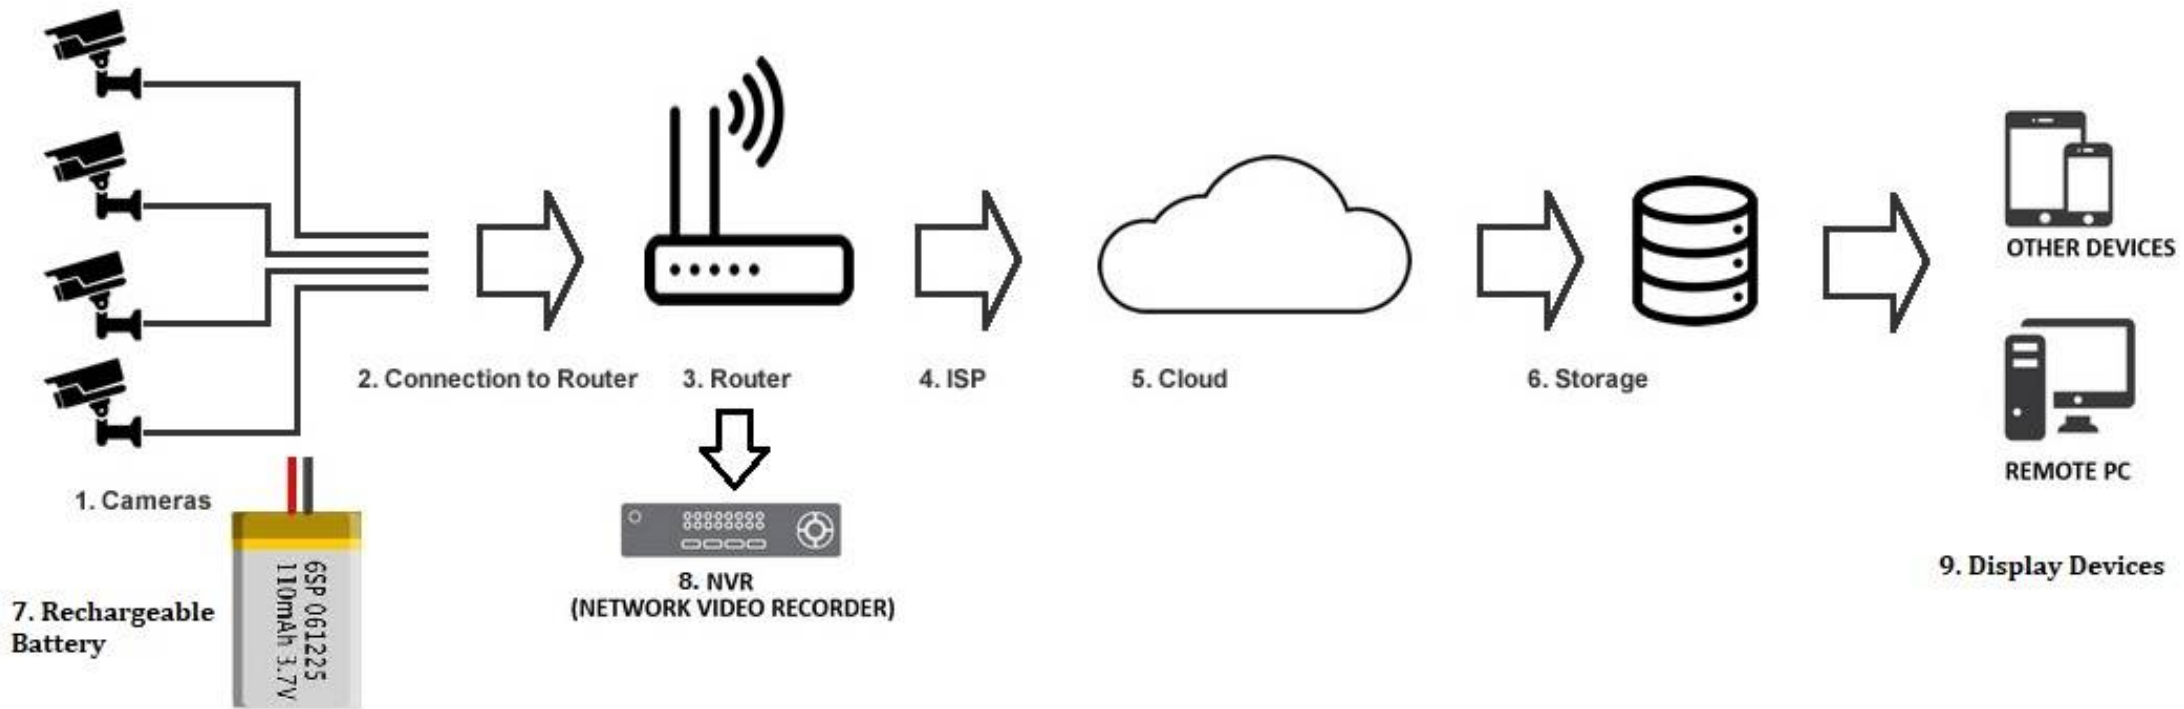 OTHER DEVICES
2. Connection to Router
3. Router
4. ISP
5. Cloud
6. Storage
REMOTE PC
1. Cameras
6SP 061225
110mAh 3.7V
7. Rechargeable
Battery
8. NVR
(NETWORK VIDEO RECORDER)
9. Display Devices